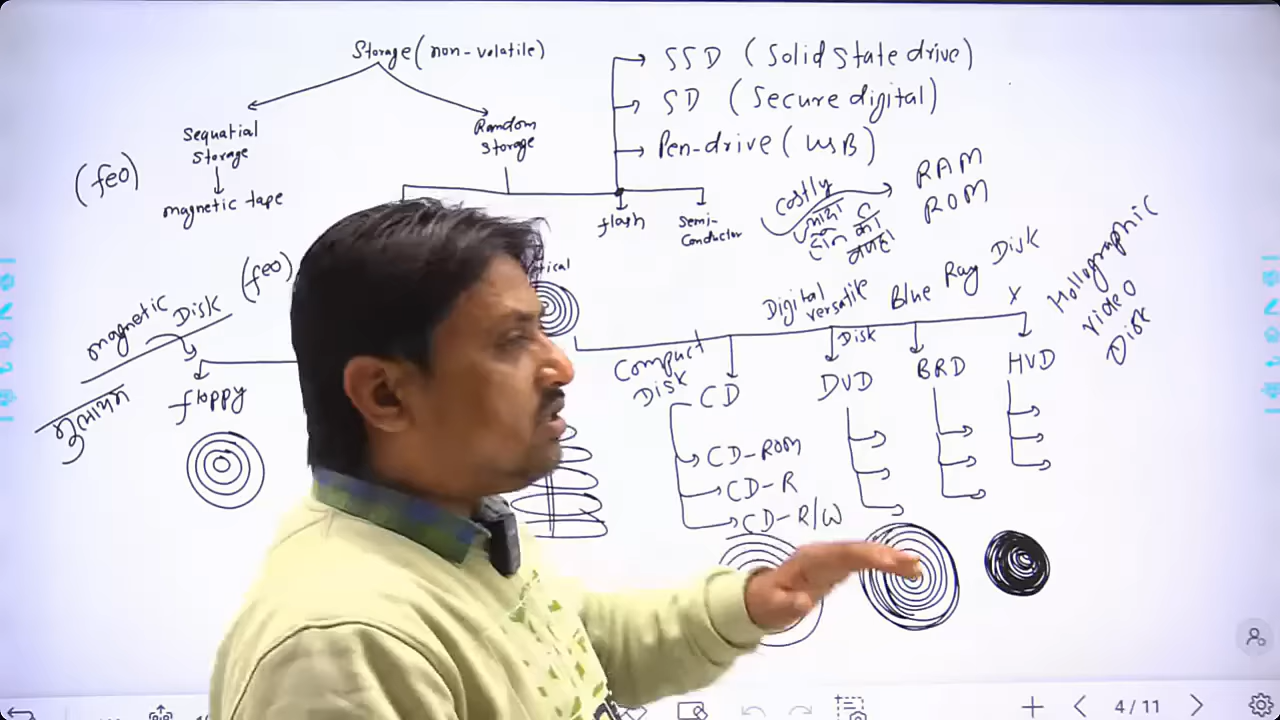 Storage (non-volatile)
SSD (Solid State drive)
SD (Secure digital)
Pen-drive (USB)
Sequatial
Storage
Random
Storage
(feo)
magnetic tape
flash
Semi-
Conductor
Costly
RAM
ROM
tical
magnetic Disk (feo)
floppy
Compact
Disk
CD
Digital
versatile
Disk
DVD
Blue Ray Disk
BRD
X
HVD
Hollographic
Video
Disk
CD-ROM
CD-R
CD-R/W
4/11